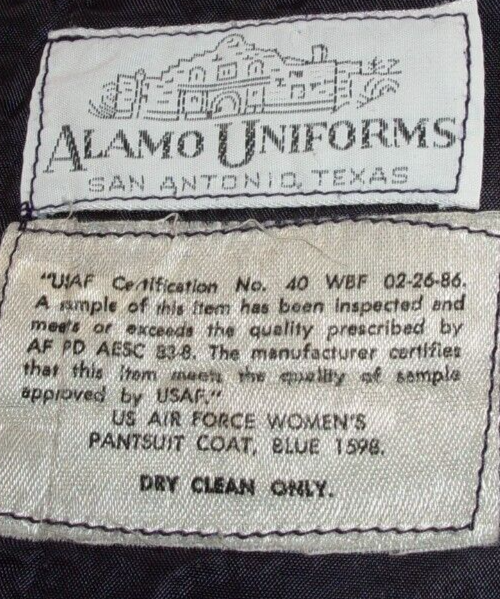 ALAMO UNIFORMS
SAN ANTONIO, TEXAS
"USAF Certification No. 40 WBF 02-26-86.
A sample of this item has been inspected and
meets or exceeds the quality prescribed by
AF PD AESC 83-8. The manufacturer certifies
that this item meets the quality of sample
approved by USAF."
US AIR FORCE WOMEN'S
PANTSUIT COAT, BLUE 1598.
DRY CLEAN ONLY.